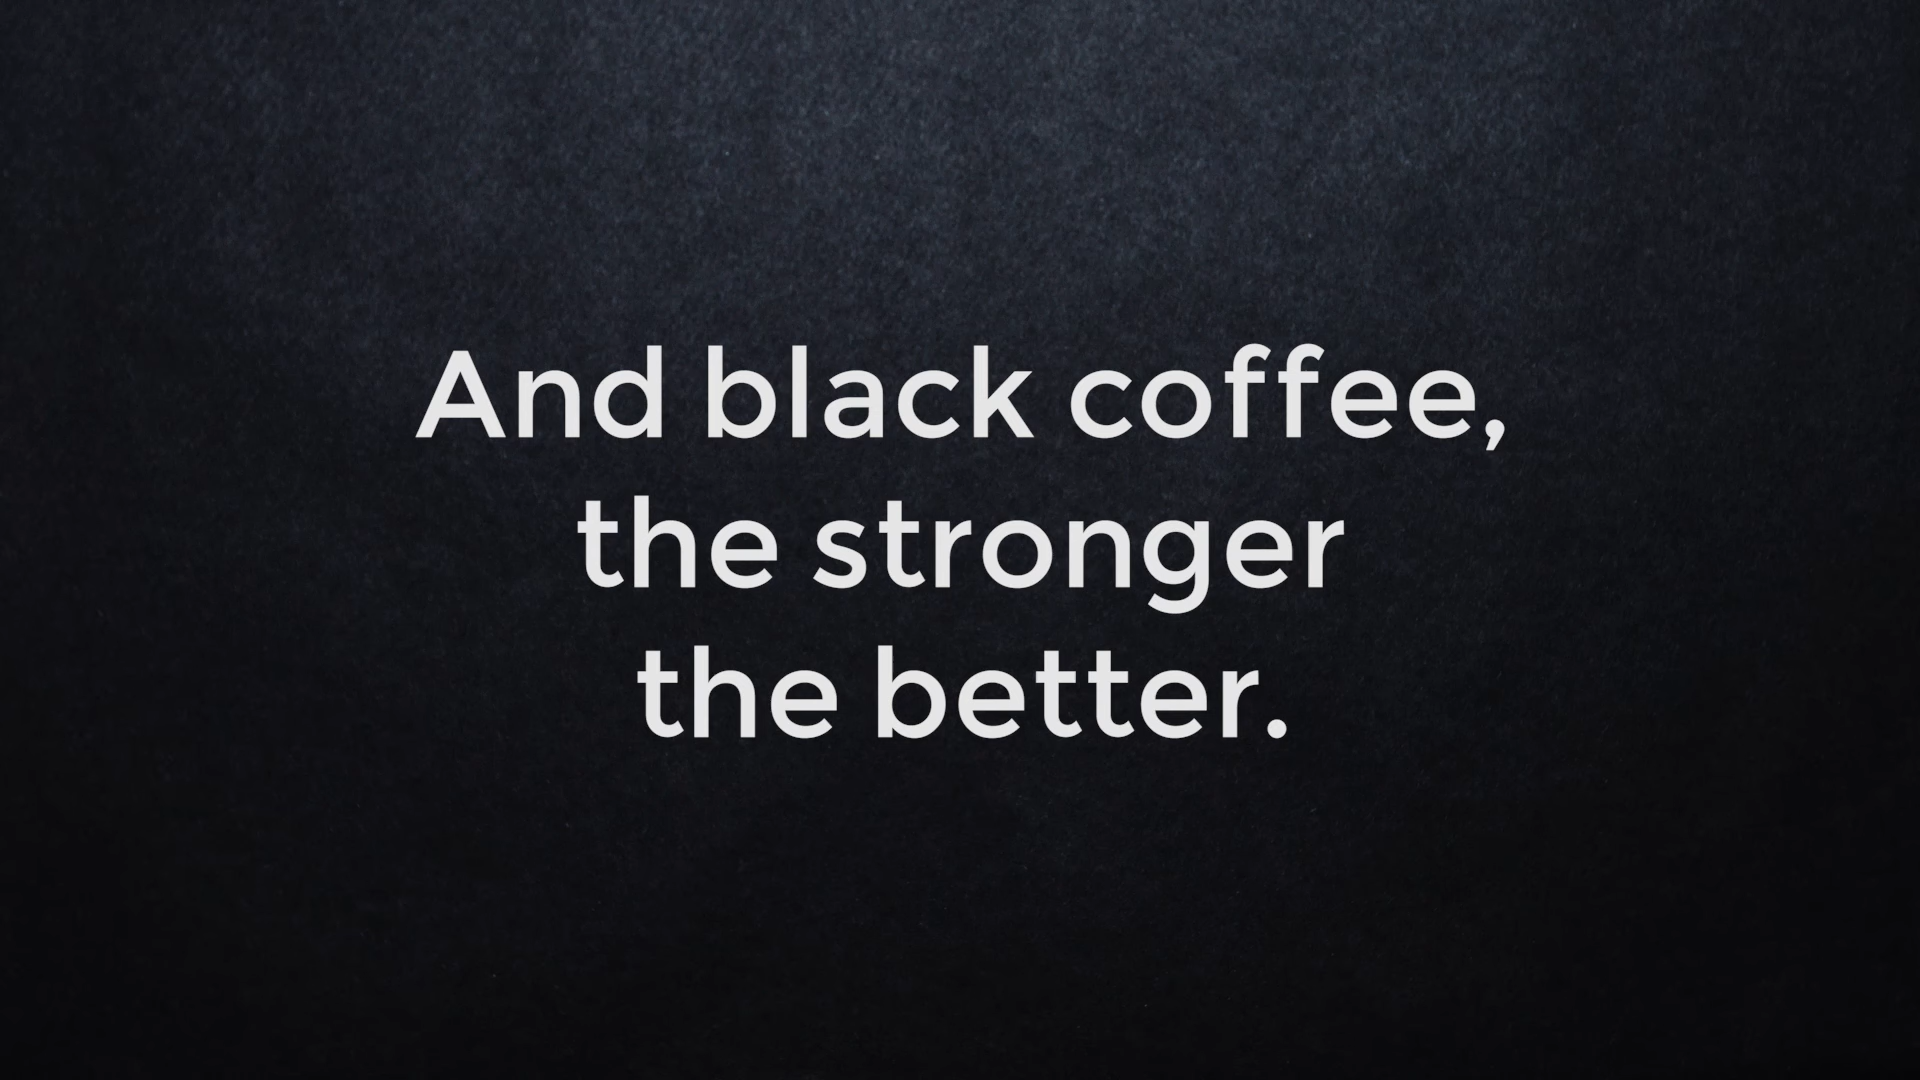 And black coffee,
the stronger
the better.